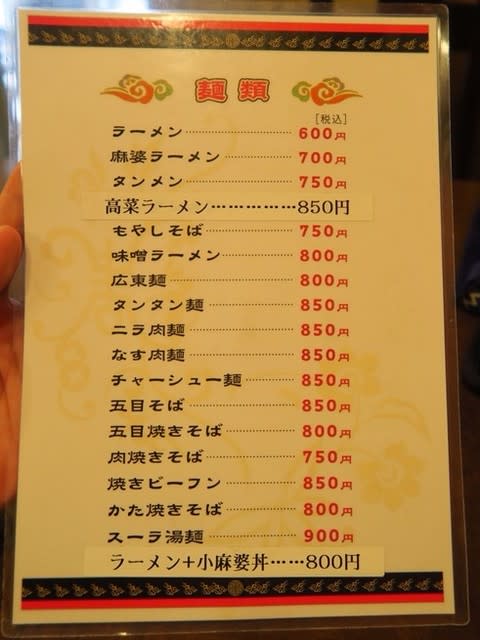 麺類
[税込]
ラーメン 600円
麻婆ラーメン 700円
タンメン 750円
高菜ラーメン……………850円
もやしそば 750円
味噌ラーメン 800円
広東麺 800円
タンタン麺 850円
ニラ肉麺 850円
なす肉麺 850円
チャーシュー麺 850円
五目そば 850円
五目焼きそば 800円
肉焼きそば 750円
焼きビーフン 850円
かた焼きそば 800円
スーラ湯麺 900円
ラーメン+小麻婆丼……800円